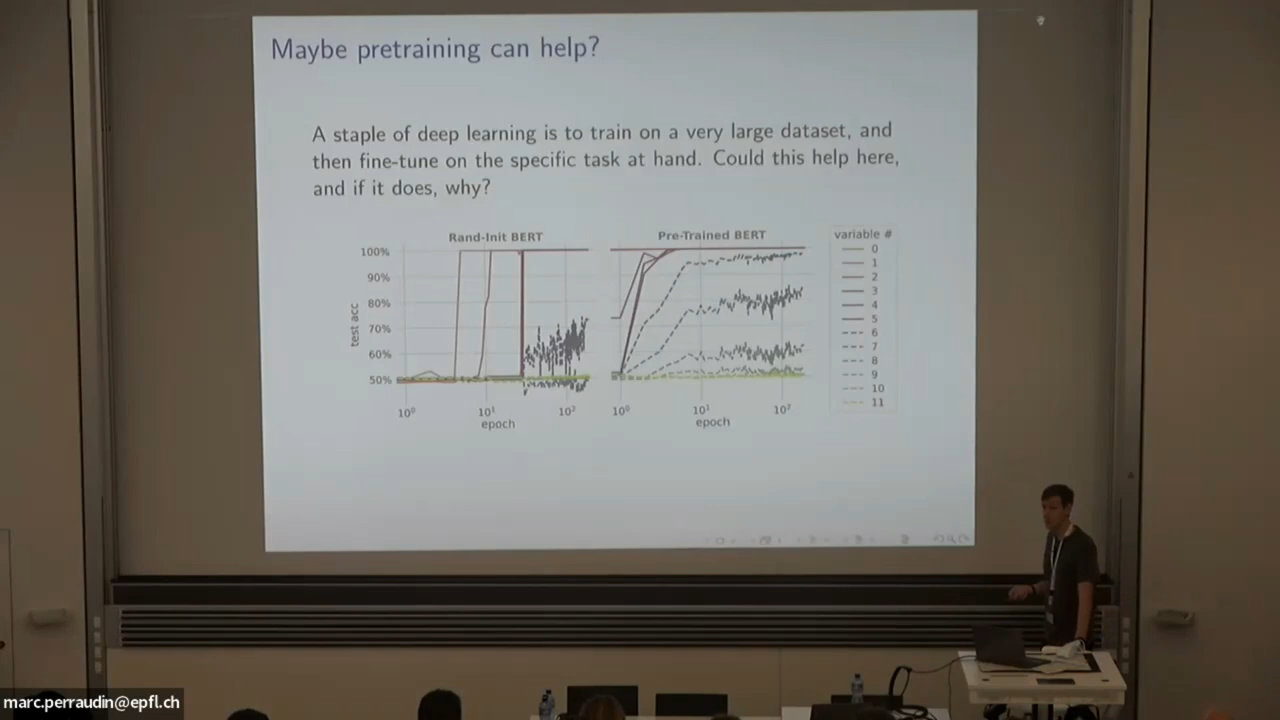 Maybe pretraining can help?
A staple of deep learning is to train on a very large dataset, and
then fine-tune on the specific task at hand. Could this help here,
and if it does, why?
Rand-Init BERT
Pre-Trained BERT
variable #
0
1
2
3
4
5
6
7
8
9
10
11
test acc
100%
90%
80%
70%
60%
50%
10⁰
10¹
10²
epoch
10⁰
10¹
10²
epoch
marc.perraudin@epfl.ch